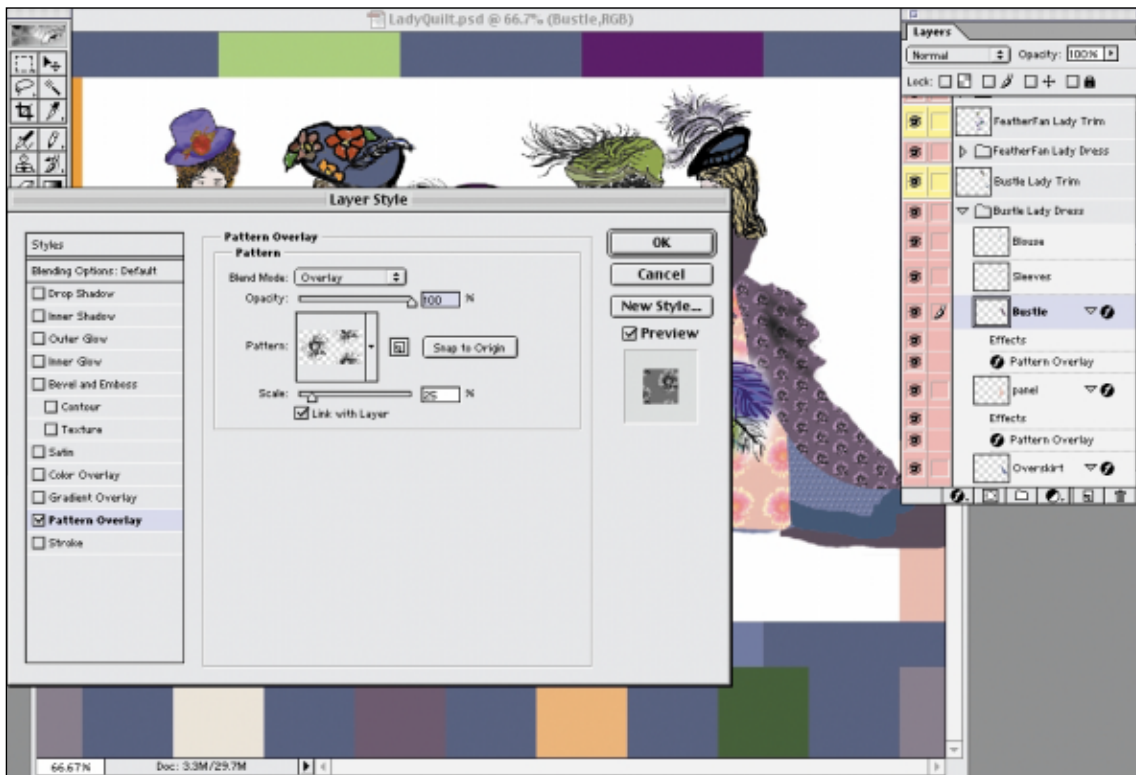 LadyQuilt.psd @ 66.7% (Bustle,RGB)
Layers
Normal
Opacity: 100%
Lock:
FeatherFan Lady Trim
FeatherFan Lady Dress
Bustle Lady Trim
Bustle Lady Dress
Blouse
Sleeves
Bustle
Effects
Pattern Overlay
panel
Effects
Pattern Overlay
Overskirt
Layer Style
Styles
Blending Options: Default
Drop Shadow
Inner Shadow
Outer Glow
Inner Glow
Bevel and Emboss
Contour
Texture
Satin
Color Overlay
Gradient Overlay
Pattern Overlay
Stroke
Pattern Overlay
Pattern
Blend Mode: Overlay
Opacity: 100 %
Pattern:
Snap to Origin
Scale: 25 %
Link with Layer
OK
Cancel
New Style...
Preview
66.67%
Doc: 3.3M/29.7M